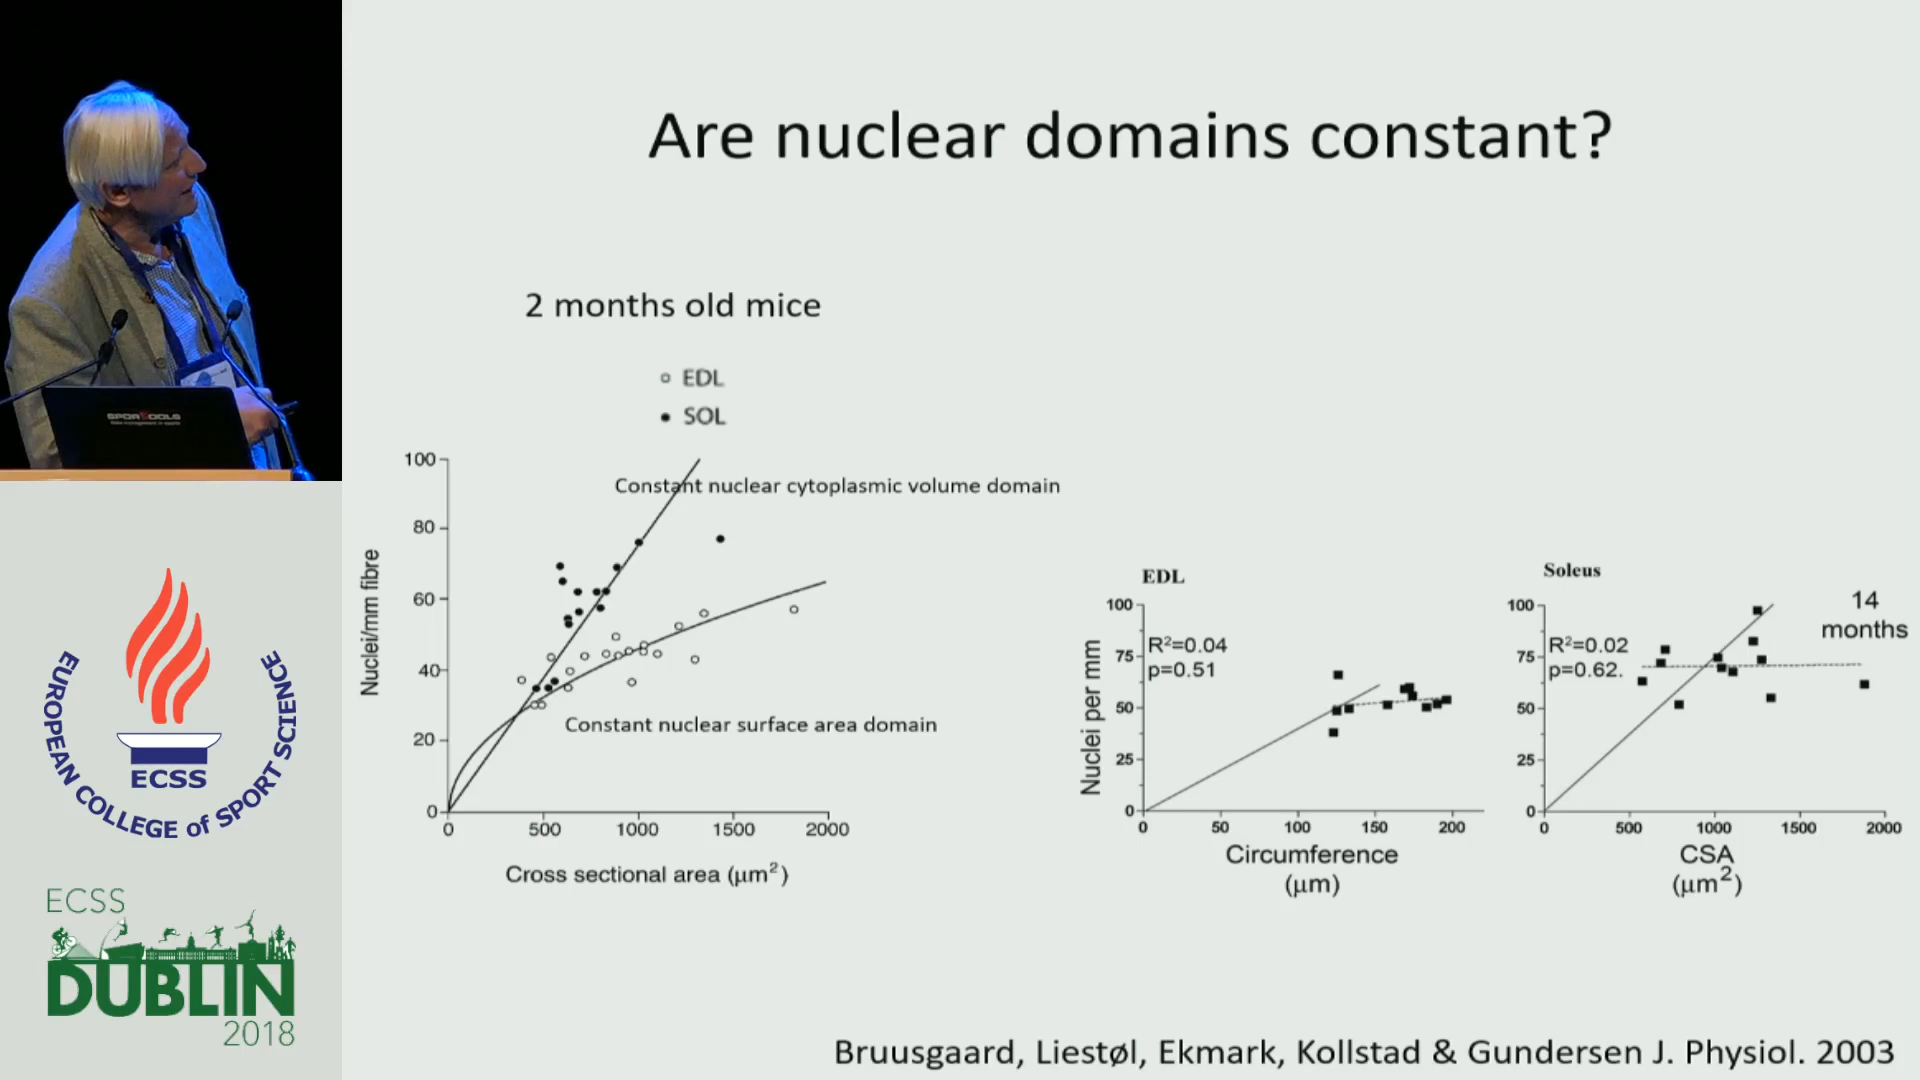 Are nuclear domains constant?
2 months old mice
EDL
SOL
Constant nuclear cytoplasmic volume domain
Constant nuclear surface area domain
Nuclei/mm fibre
100
80
60
40
20
0
0 500 1000 1500 2000
Cross sectional area (µm²)
EDL
R²=0.04
p=0.51
Nuclei per mm
100
75
50
25
0
0 50 100 150 200
Circumference
(µm)
Soleus
14
months
R²=0.02
p=0.62.
100
75
50
25
0
0 500 1000 1500 2000
CSA
(µm²)
Bruusgaard, Liestøl, Ekmark, Kollstad & Gundersen J. Physiol. 2003
EUROPEAN COLLEGE of SPORT SCIENCE
ECSS
ECSS
DUBLIN
2018